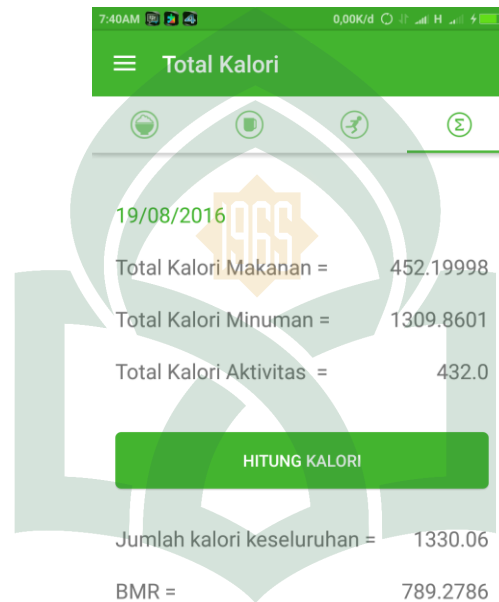 7:40AM 0,00K/d H
Total Kalori
Σ
19/08/2016
1965
Total Kalori Makanan = 452.19998
Total Kalori Minuman = 1309.8601
Total Kalori Aktivitas = 432.0
HITUNG KALORI
Jumlah kalori keseluruhan = 1330.06
BMR = 789.2786